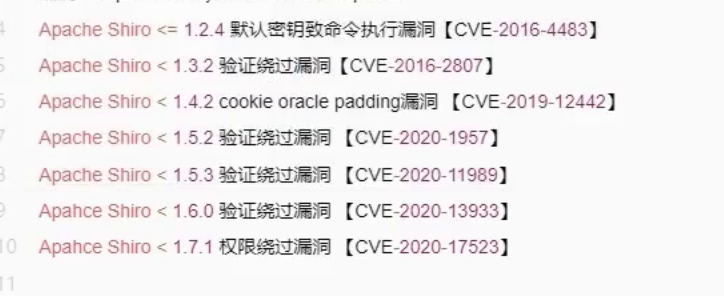 4 Apache Shiro <= 1.2.4 默认密钥致命令执行漏洞【CVE-2016-4483】
5 Apache Shiro < 1.3.2 验证绕过漏洞【CVE-2016-2807】
6 Apache Shiro < 1.4.2 cookie oracle padding漏洞 【CVE-2019-12442】
7 Apache Shiro < 1.5.2 验证绕过漏洞 【CVE-2020-1957】
8 Apache Shiro < 1.5.3 验证绕过漏洞 【CVE-2020-11989】
9 Apahce Shiro < 1.6.0 验证绕过漏洞 【CVE-2020-13933】
10 Apahce Shiro < 1.7.1 权限绕过漏洞 【CVE-2020-17523】
11